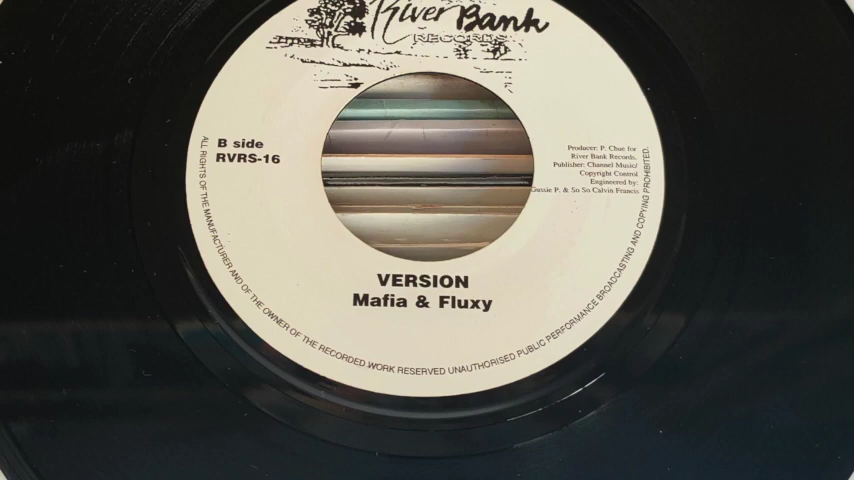 River Bank
RECORDS
B side
RVRS-16
Producer: P. Chue for
River Bank Records.
Publisher: Channel Music/
Copyright Control
Engineered by:
Gussie P. & So So Calvin Francis
VERSION
Mafia & Fluxy
ALL RIGHTS OF THE MANUFACTURER AND OF THE OWNER OF THE RECORDED WORK RESERVED UNAUTHORISED PUBLIC PERFORMANCE BROADCASTING AND COPYING PROHIBITED.